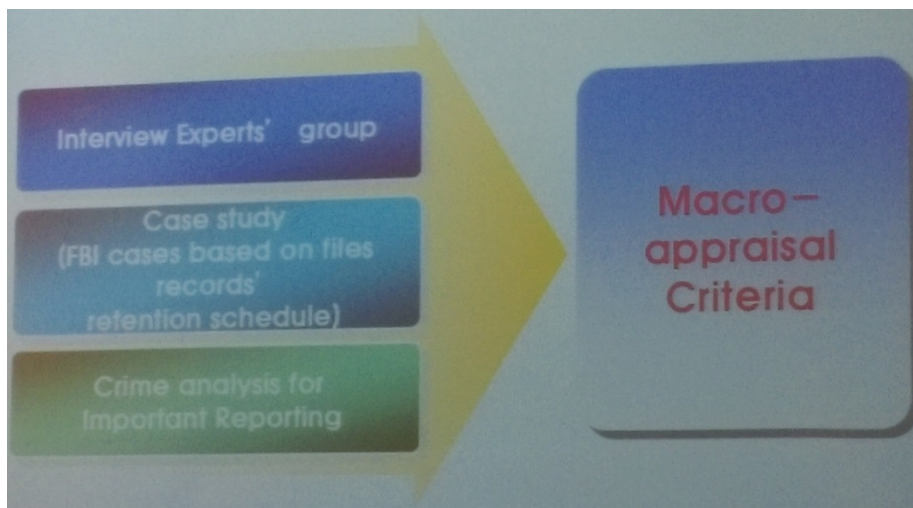 Interview Experts' group
Case study
(FBI cases based on files
records'
retention schedule)
Crime analysis for
Important Reporting
Macro-
appraisal
Criteria